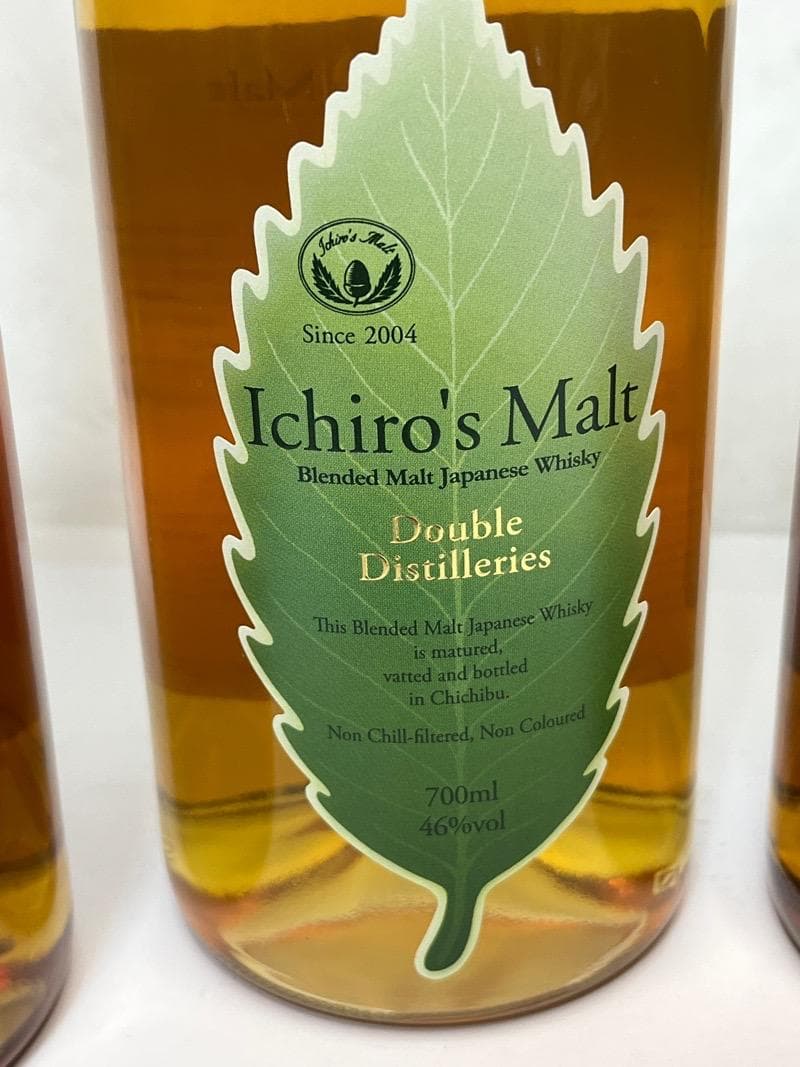 Ichiro's Malt
Since 2004
Ichiro's Malt
Blended Malt Japanese Whisky
Double
Distilleries
This Blended Malt Japanese Whisky
is matured,
vatted and bottled
in Chichibu.
Non Chill-filtered, Non Coloured
700ml
46%vol